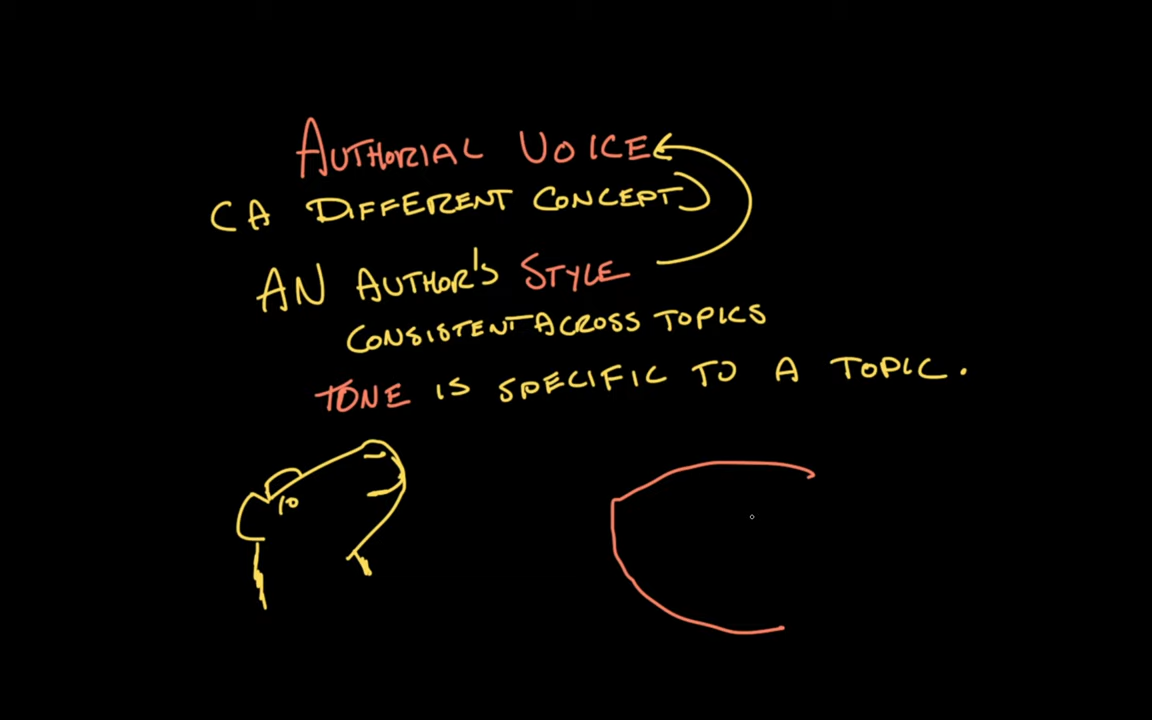 AUTHORIAL VOICE
(A DIFFERENT CONCEPT)
AN AUTHOR'S STYLE
CONSISTENT ACROSS TOPICS
TONE IS SPECIFIC TO A TOPIC.